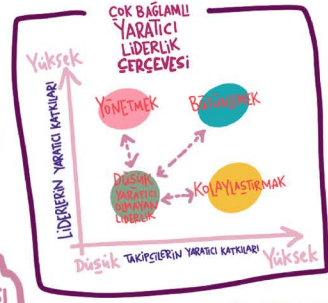 ÇOK BAĞLAMLI
YARATICI
LİDERLİK
ÇERÇEVESİ
Yüksek
LİDERLERİN YARATICI KATKILARI
YÖNETMEK
BÜTÜNLEMEK
DÜŞÜK
YARATICI
OLMAYAN
LİDERLİK
KOLAYLAŞTIRMAK
Düşük
TAKİPÇİLERİN YARATICI KATKILARI
Yüksek